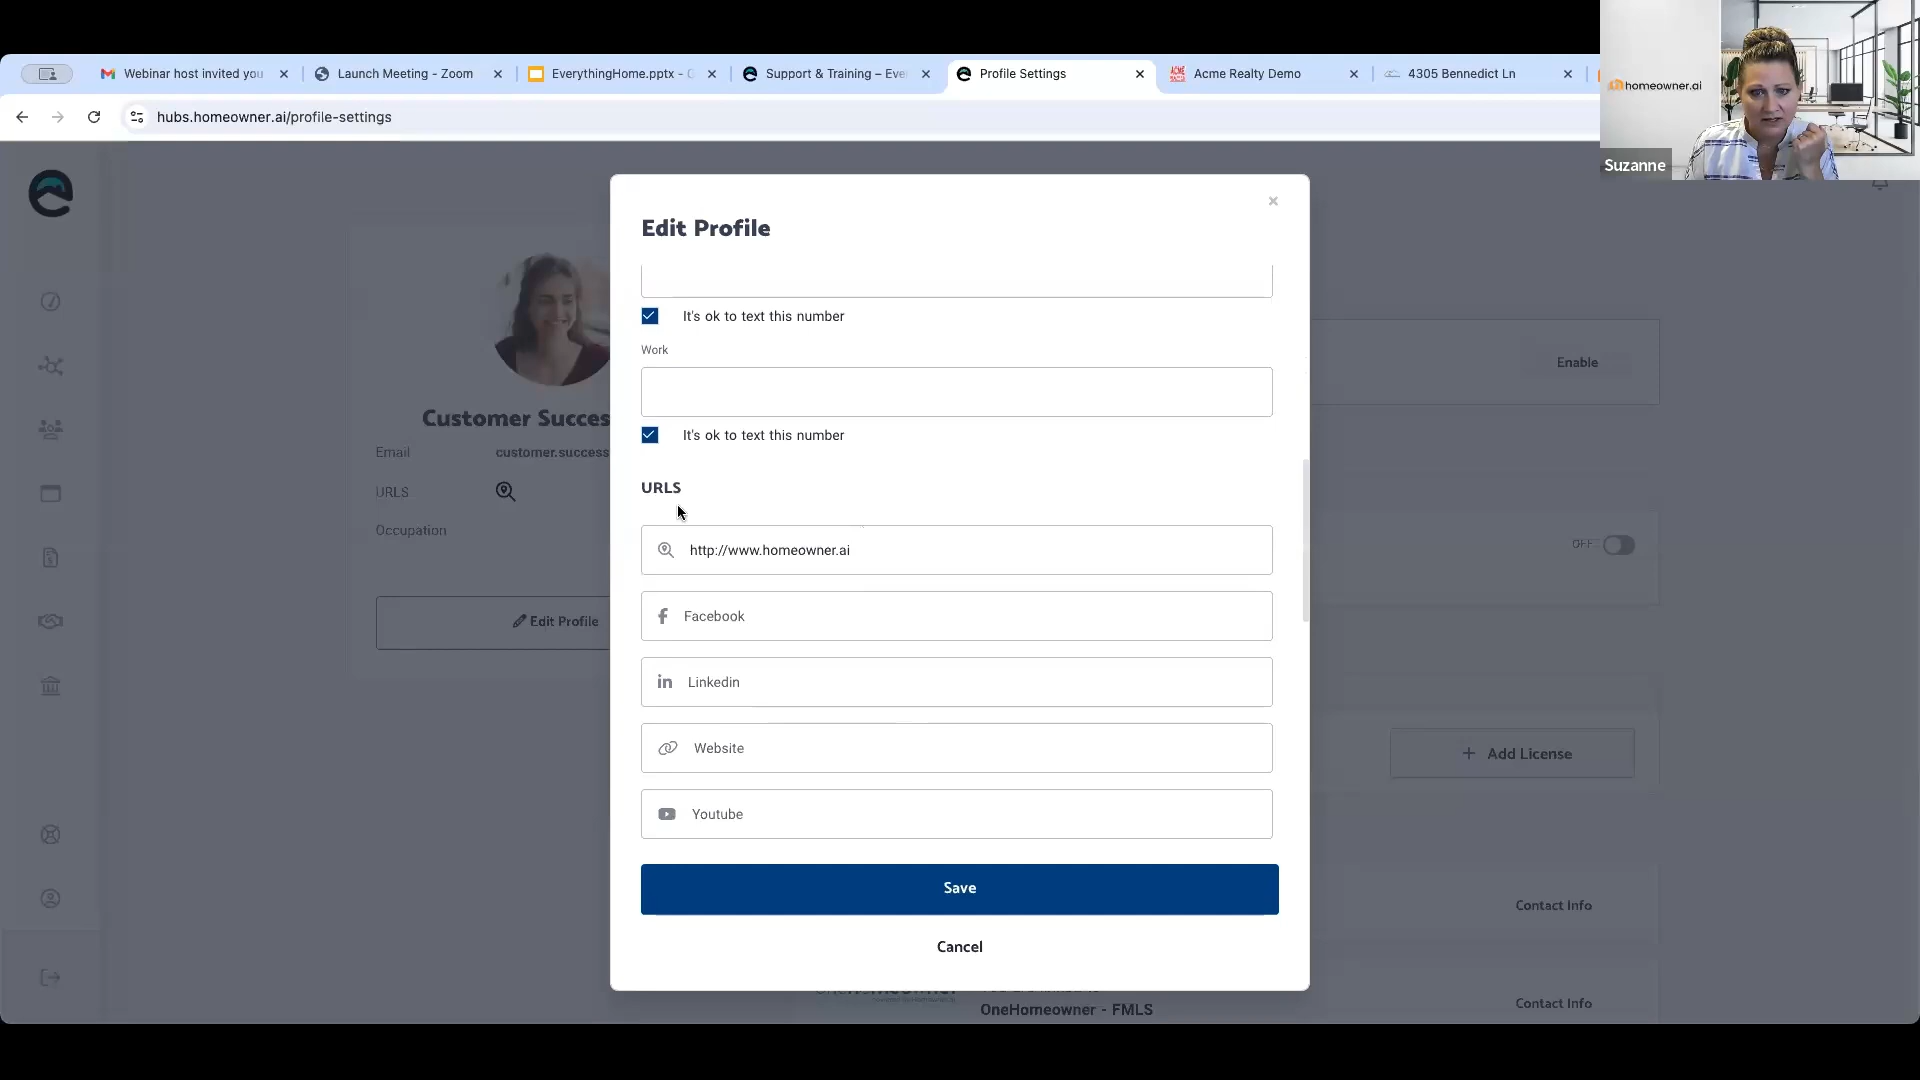 Webinar host invited you
Launch Meeting - Zoom
EverythingHome.pptx - G
Support & Training – Eve
Profile Settings
Acme Realty Demo
4305 Bennedict Ln
hubs.homeowner.ai/profile-settings
homeowner.ai
Suzanne
Edit Profile
It's ok to text this number
Work
It's ok to text this number
URLS
http://www.homeowner.ai
Facebook
Linkedin
Website
Youtube
Save
Cancel
Customer Succes
Email customer.success
URLS
Occupation
Edit Profile
Enable
OFF
+ Add License
Contact Info
OneHomeowner - FMLS
Contact Info